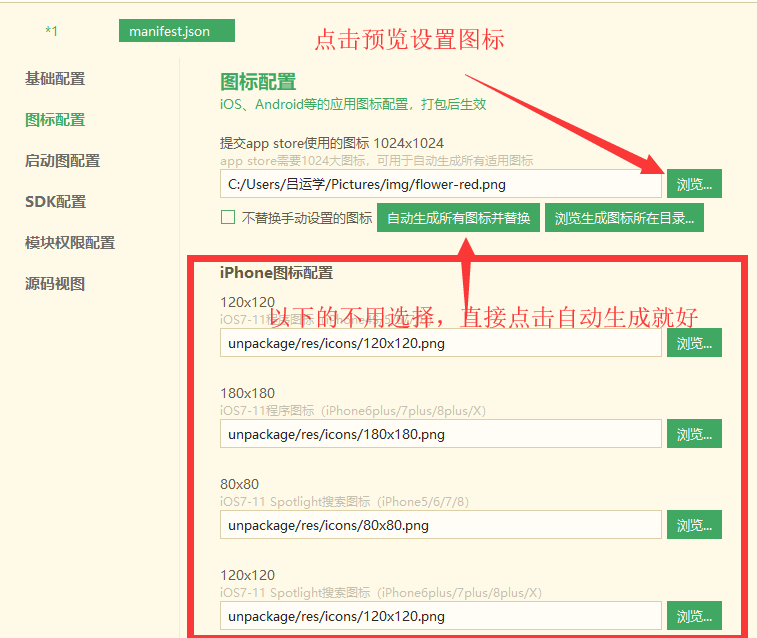 *1
manifest.json
点击预览设置图标
基础配置
图标配置
启动图配置
SDK配置
模块权限配置
源码视图
图标配置
iOS、Android等的应用图标配置，打包后生效
提交app store使用的图标 1024x1024
app store需要1024大图标，可用于自动生成所有适用图标
C:/Users/吕运学/Pictures/img/flower-red.png
浏览...
不替换手动设置的图标
自动生成所有图标并替换
浏览生成图标所在目录...
iPhone图标配置
120x120
以下的不用选择，直接点击自动生成就好
iOS7-11程序图标
unpackage/res/icons/120x120.png
浏览...
180x180
iOS7-11程序图标（iPhone6plus/7plus/8plus/X）
unpackage/res/icons/180x180.png
浏览...
80x80
iOS7-11 Spotlight搜索图标（iPhone5/6/7/8）
unpackage/res/icons/80x80.png
浏览...
120x120
iOS7-11 Spotlight搜索图标（iPhone6plus/7plus/8plus/X）
unpackage/res/icons/120x120.png
浏览...